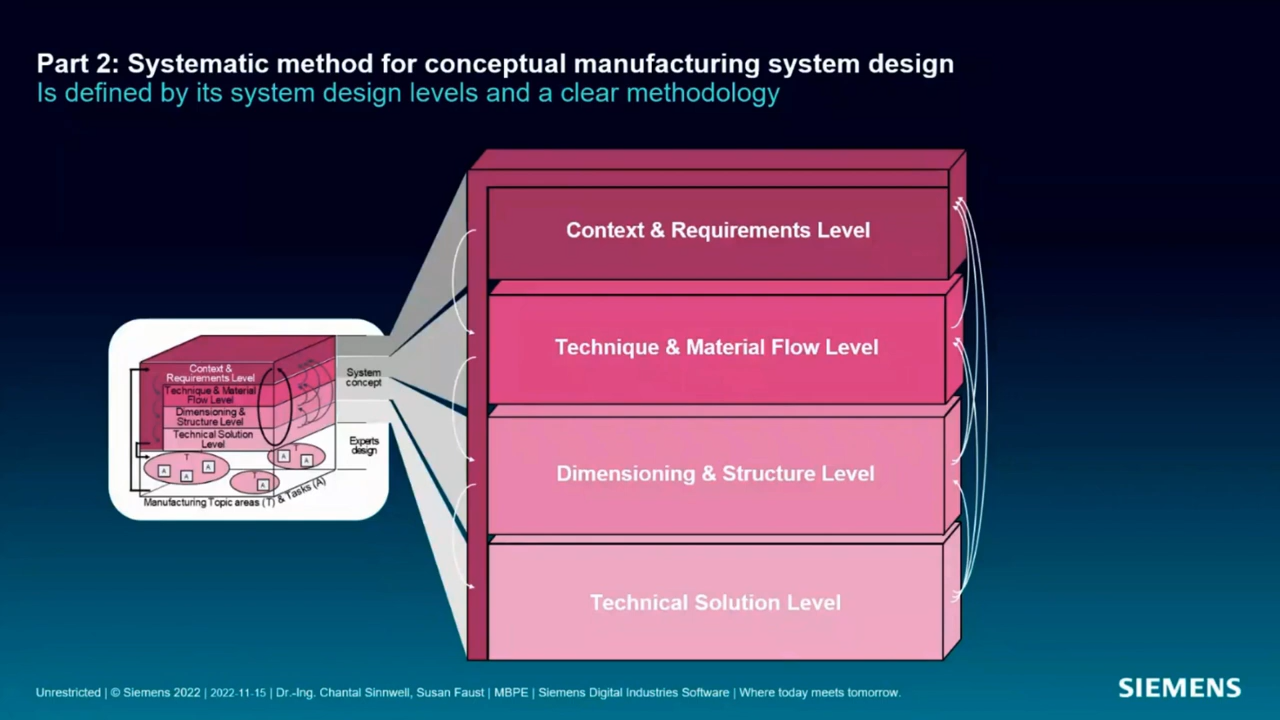 Part 2: Systematic method for conceptual manufacturing system design
Is defined by its system design levels and a clear methodology
Context & Requirements Level
Technique & Material Flow Level
Dimensioning & Structure Level
Technical Solution Level
Context &
Requirements Level
Technique & Material
Flow Level
Dimensioning &
Structure Level
Technical Solution
Level
System
concept
Experts
design
T
A
A
A
T
A
A
T
A
Manufacturing Topic areas (T) & Tasks (A)
Unrestricted | © Siemens 2022 | 2022-11-15 | Dr.-Ing. Chantal Sinnwell, Susan Faust | MBPE | Siemens Digital Industries Software | Where today meets tomorrow.
SIEMENS